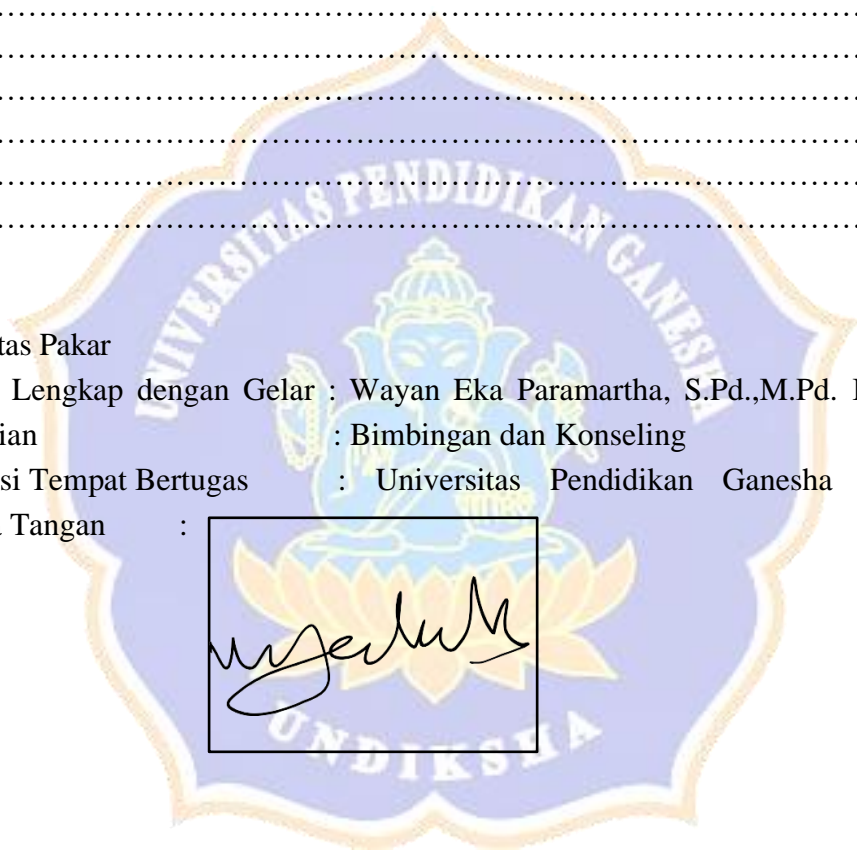 ……………………………………………………………………………
……………………………………………………………………………
……………………………………………………………………………
……………………………………………………………………………
……………………………………………………………………………
……………………………………………………………………………
UNIVERSITAS PENDIDIKAN GANESHA
tas Pakar
Lengkap dengan Gelar : Wayan Eka Paramartha, S.Pd.,M.Pd.
ian : Bimbingan dan Konseling
si Tempat Bertugas : Universitas Pendidikan Ganesha
Tangan :
UNDIKSHA